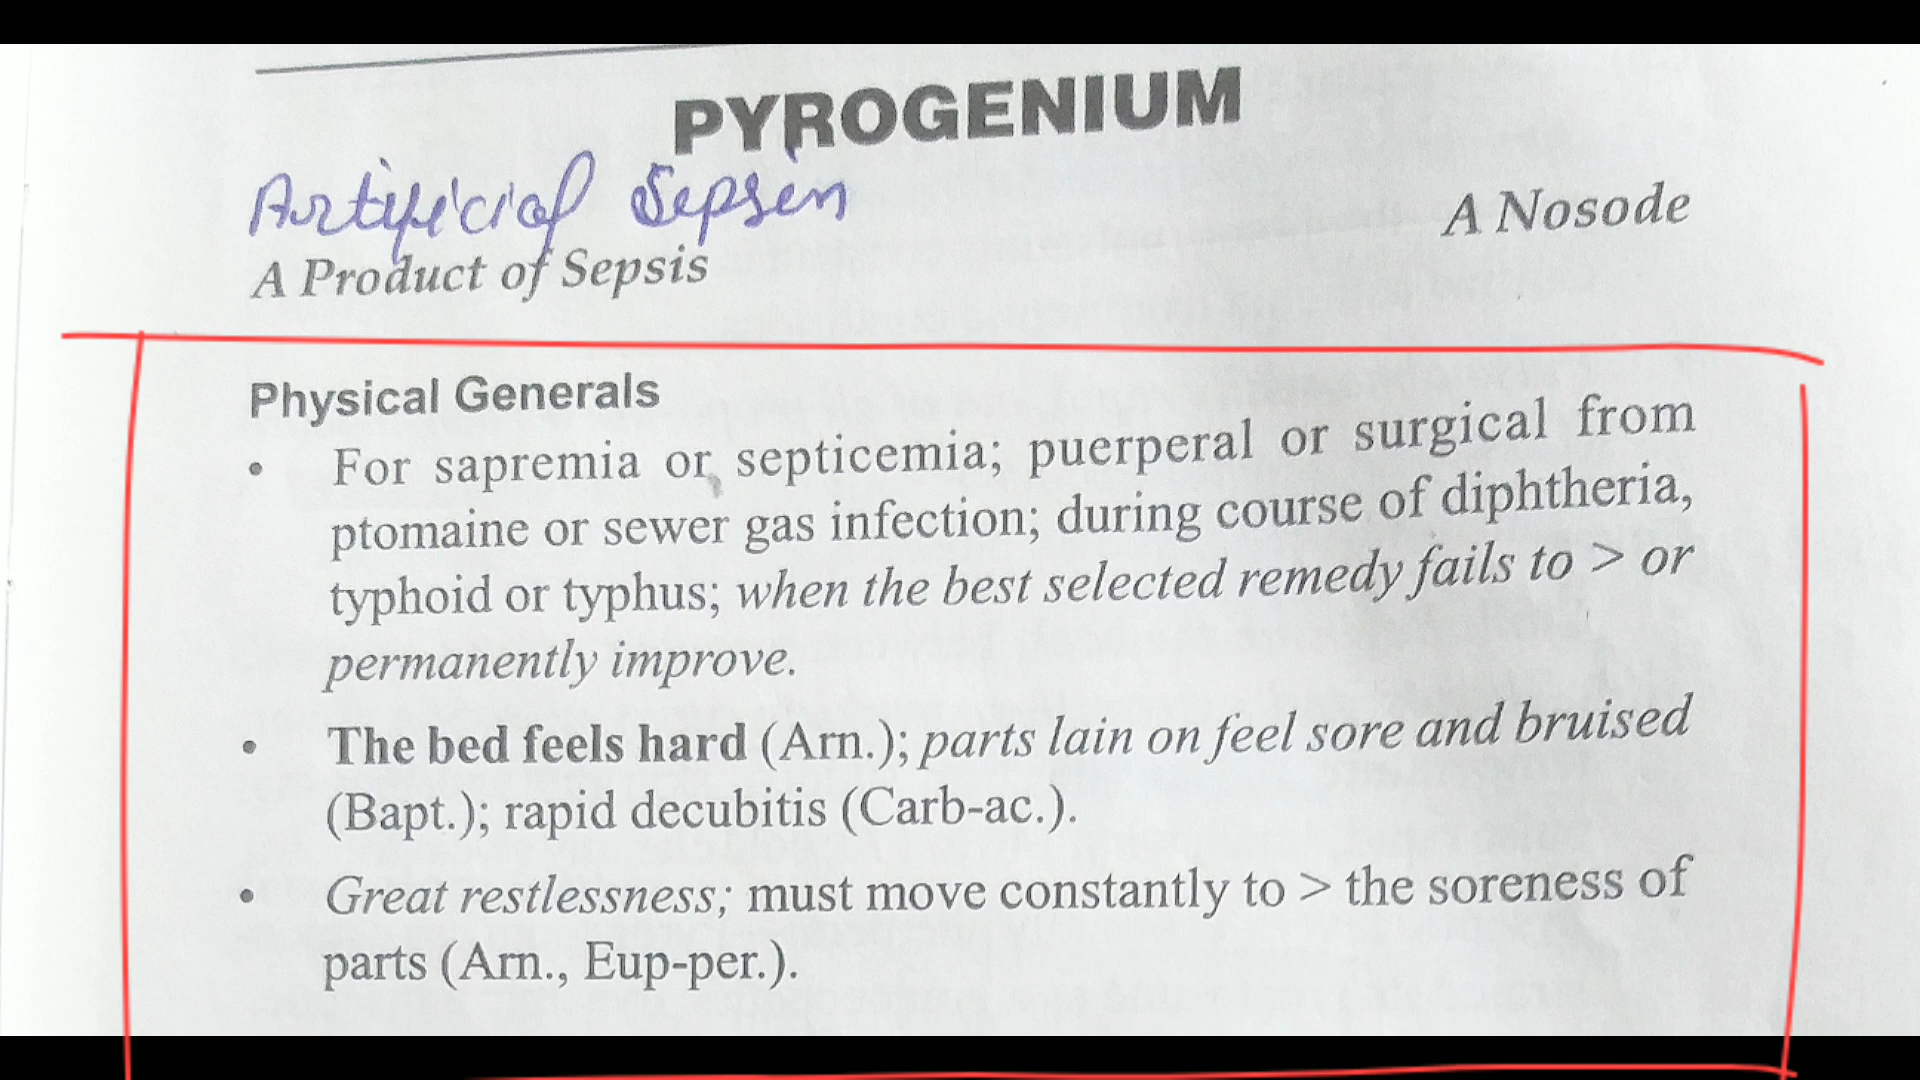 PYROGENIUM
Artificial Sepsin
A Nosode
A Product of Sepsis
Physical Generals
• For sapremia or septicemia; puerperal or surgical from
ptomaine or sewer gas infection; during course of diphtheria,
typhoid or typhus; when the best selected remedy fails to > or
permanently improve.
• The bed feels hard (Arn.); parts lain on feel sore and bruised
(Bapt.); rapid decubitis (Carb-ac.).
• Great restlessness; must move constantly to > the soreness of
parts (Arn., Eup-per.).